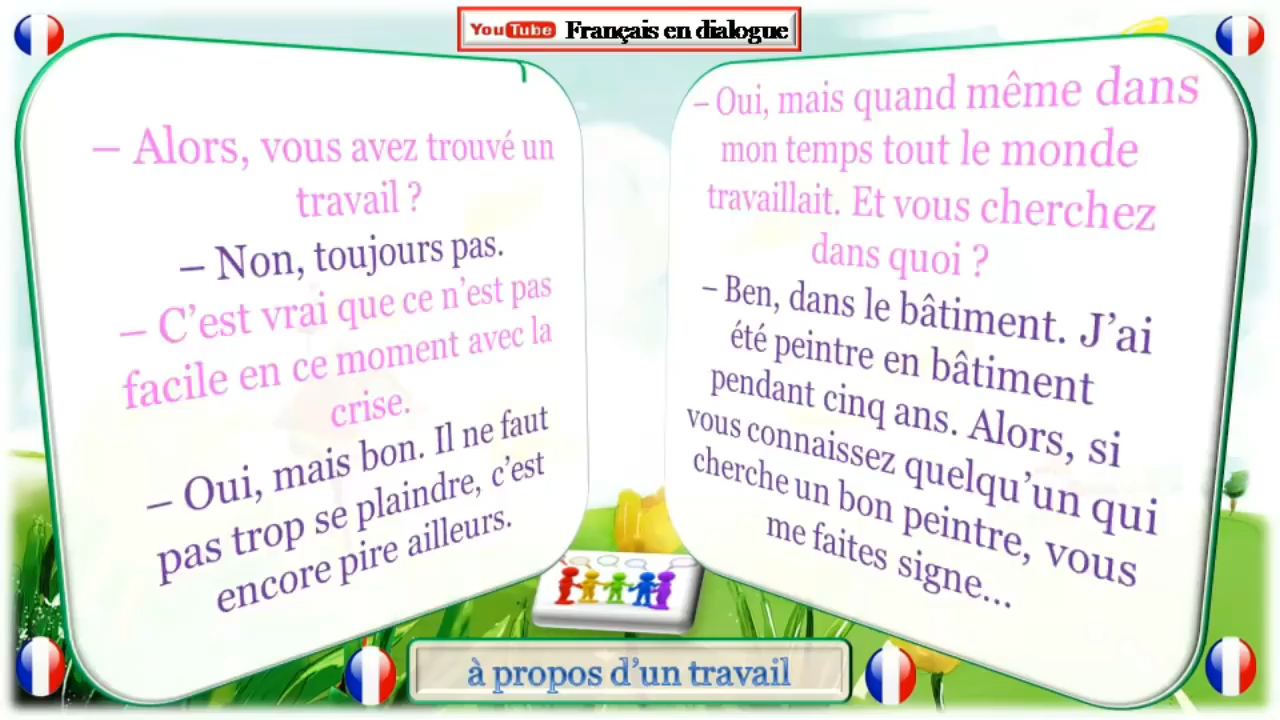 YouTube Français en dialogue
– Alors, vous avez trouvé un
travail ?
– Non, toujours pas.
– C’est vrai que ce n’est pas
facile en ce moment avec la
crise.
– Oui, mais bon. Il ne faut
pas trop se plaindre, c’est
encore pire ailleurs.
– Oui, mais quand même dans
mon temps tout le monde
travaillait. Et vous cherchez
dans quoi ?
– Ben, dans le bâtiment. J’ai
été peintre en bâtiment
pendant cinq ans. Alors, si
vous connaissez quelqu’un qui
cherche un bon peintre, vous
me faites signe...
à propos d’un travail